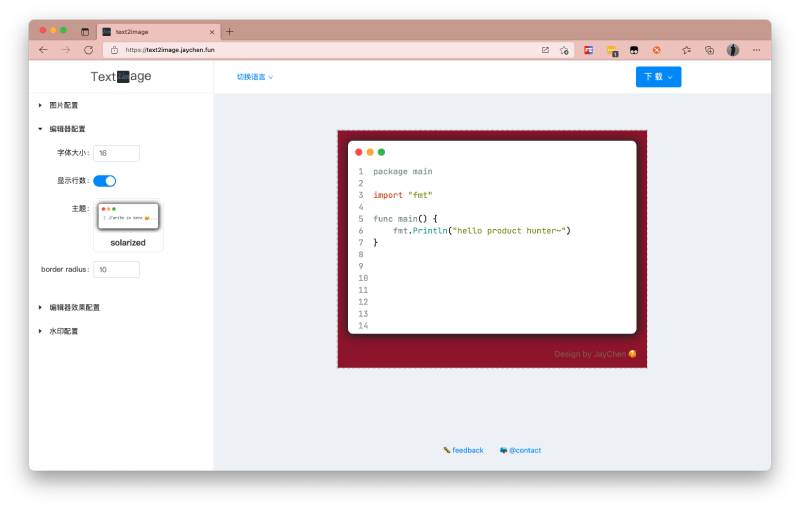 text2image
https://text2image.jaychen.fun
1
Text2image
切换语言
下 载
图片配置
编辑器配置
字体大小: 16
显示行数:
主题:
solarized
border radius: 10
编辑器效果配置
水印配置
1 package main
2
3 import "fmt"
4
5 func main() {
6     fmt.Println("hello product hunter~")
7 }
8
9
10
11
12
13
14
Design by JayChen 🥰
feedback
@contact